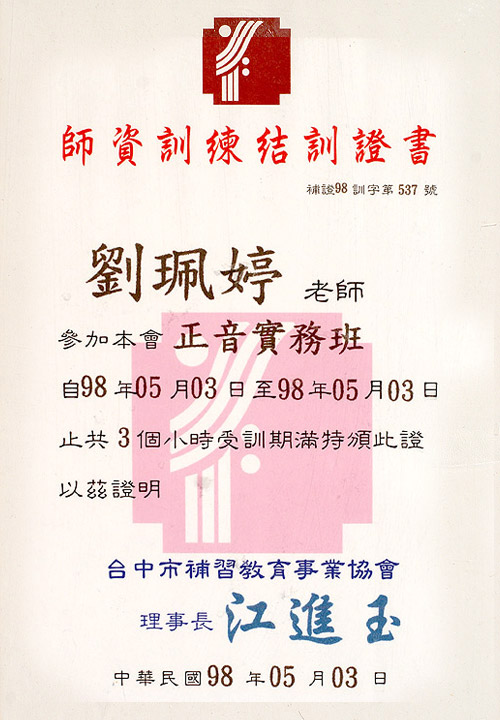 師資訓練結訓證書
補證98訓字第537號
劉珮婷 老師
參加本會 正音實務班
自98年05月03日至98年05月03日
止共3個小時受訓期滿特頒此證
以茲證明
台中市補習教育事業協會
理事長 江進玉
中華民國98年05月03日